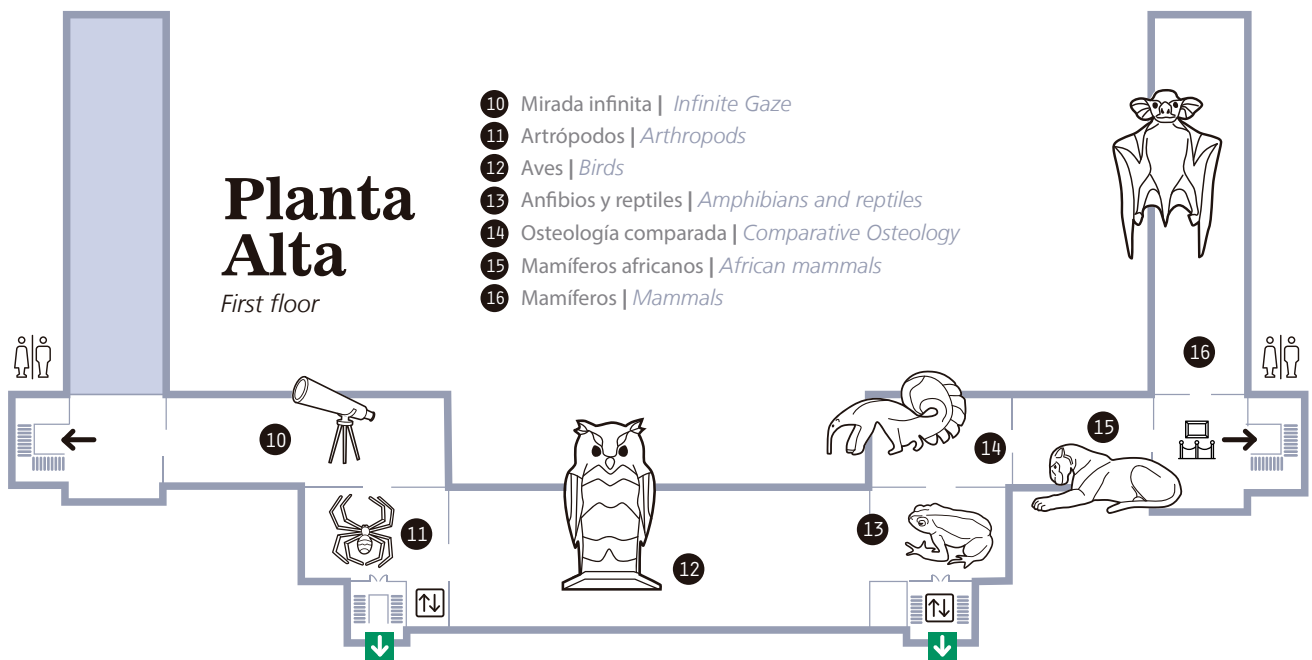 Planta
Alta
First floor
10 Mirada infinita | Infinite Gaze
11 Artrópodos | Arthropods
12 Aves | Birds
13 Anfibios y reptiles | Amphibians and reptiles
14 Osteología comparada | Comparative Osteology
15 Mamíferos africanos | African mammals
16 Mamíferos | Mammals
16
10
15
14
11
13
12